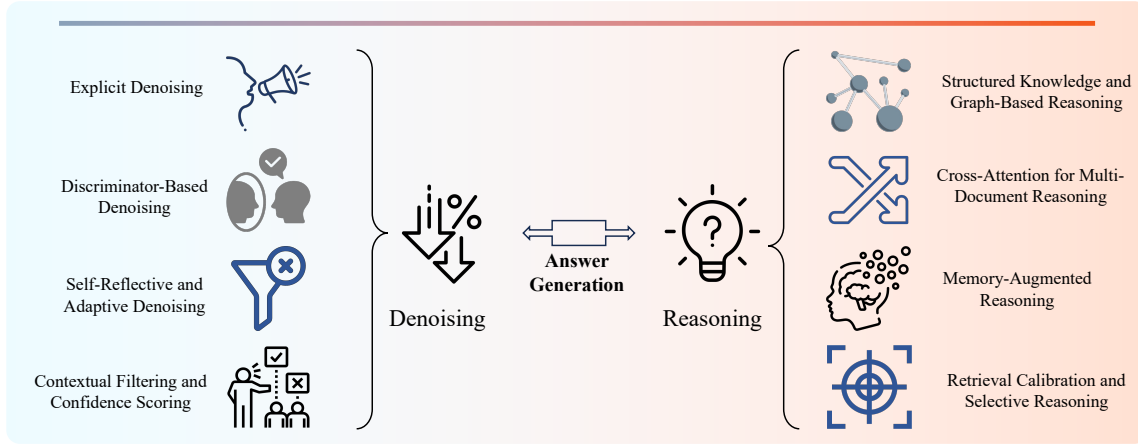 Explicit Denoising
Discriminator-Based
Denoising
Self-Reflective and
Adaptive Denoising
Contextual Filtering and
Confidence Scoring
%
Denoising
Answer
Generation
?
Reasoning
Structured Knowledge and
Graph-Based Reasoning
Cross-Attention for Multi-
Document Reasoning
Memory-Augmented
Reasoning
Retrieval Calibration and
Selective Reasoning